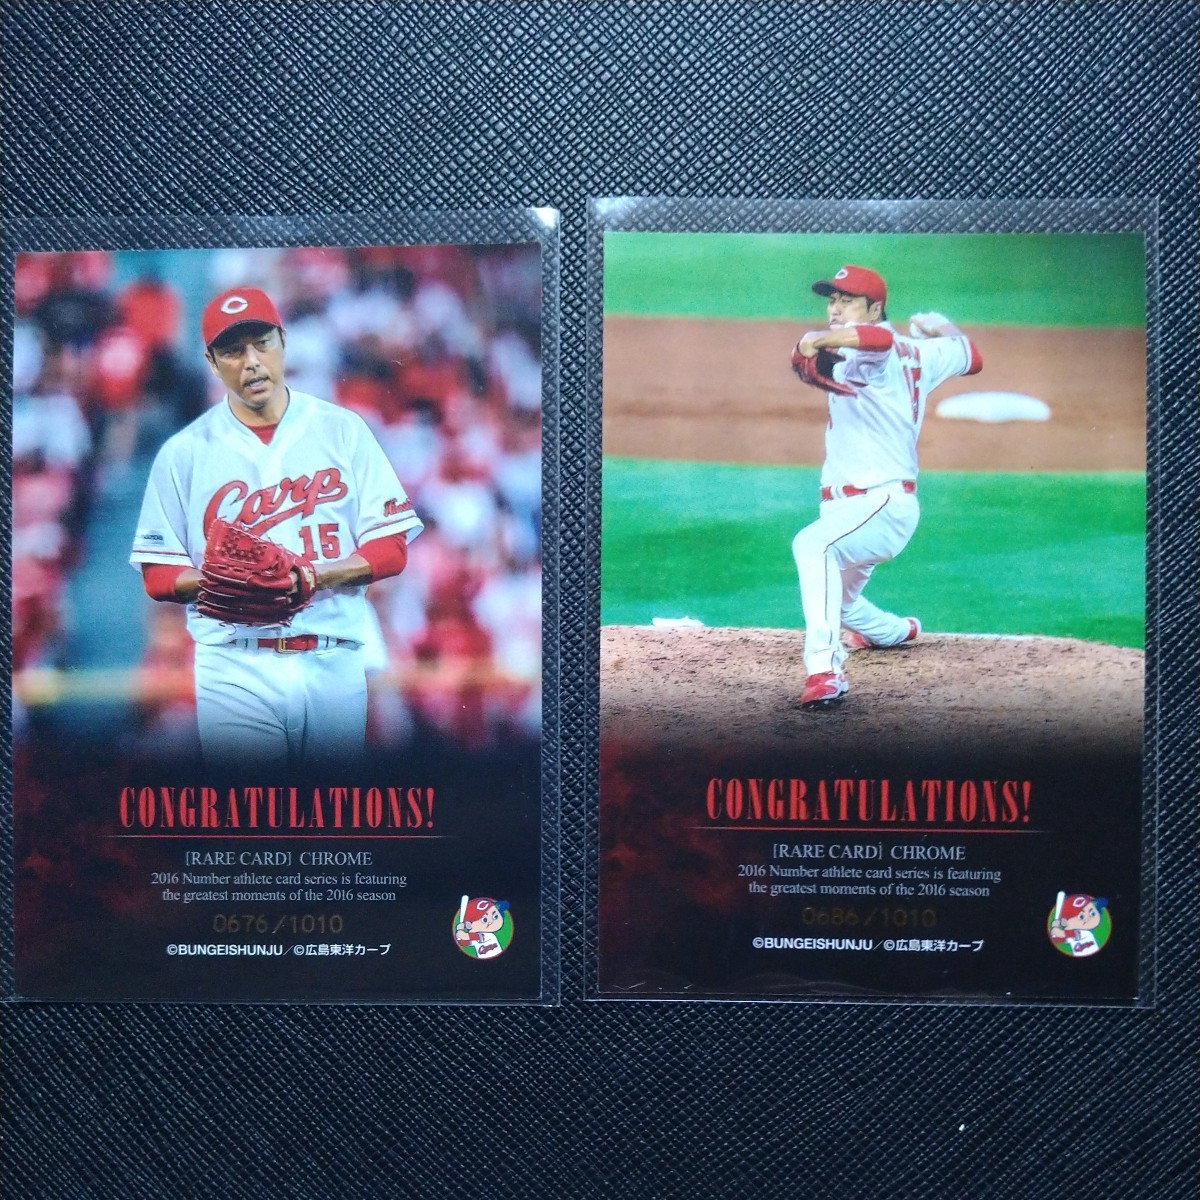 Carp
15
CONGRATULATIONS!
[RARE CARD] CHROME
2016 Number athlete card series is featuring
the greatest moments of the 2016 season
0676/1010
©BUNGEISHUNJU/©広島東洋カープ
15
CONGRATULATIONS!
[RARE CARD] CHROME
2016 Number athlete card series is featuring
the greatest moments of the 2016 season
0686/1010
©BUNGEISHUNJU/©広島東洋カープ